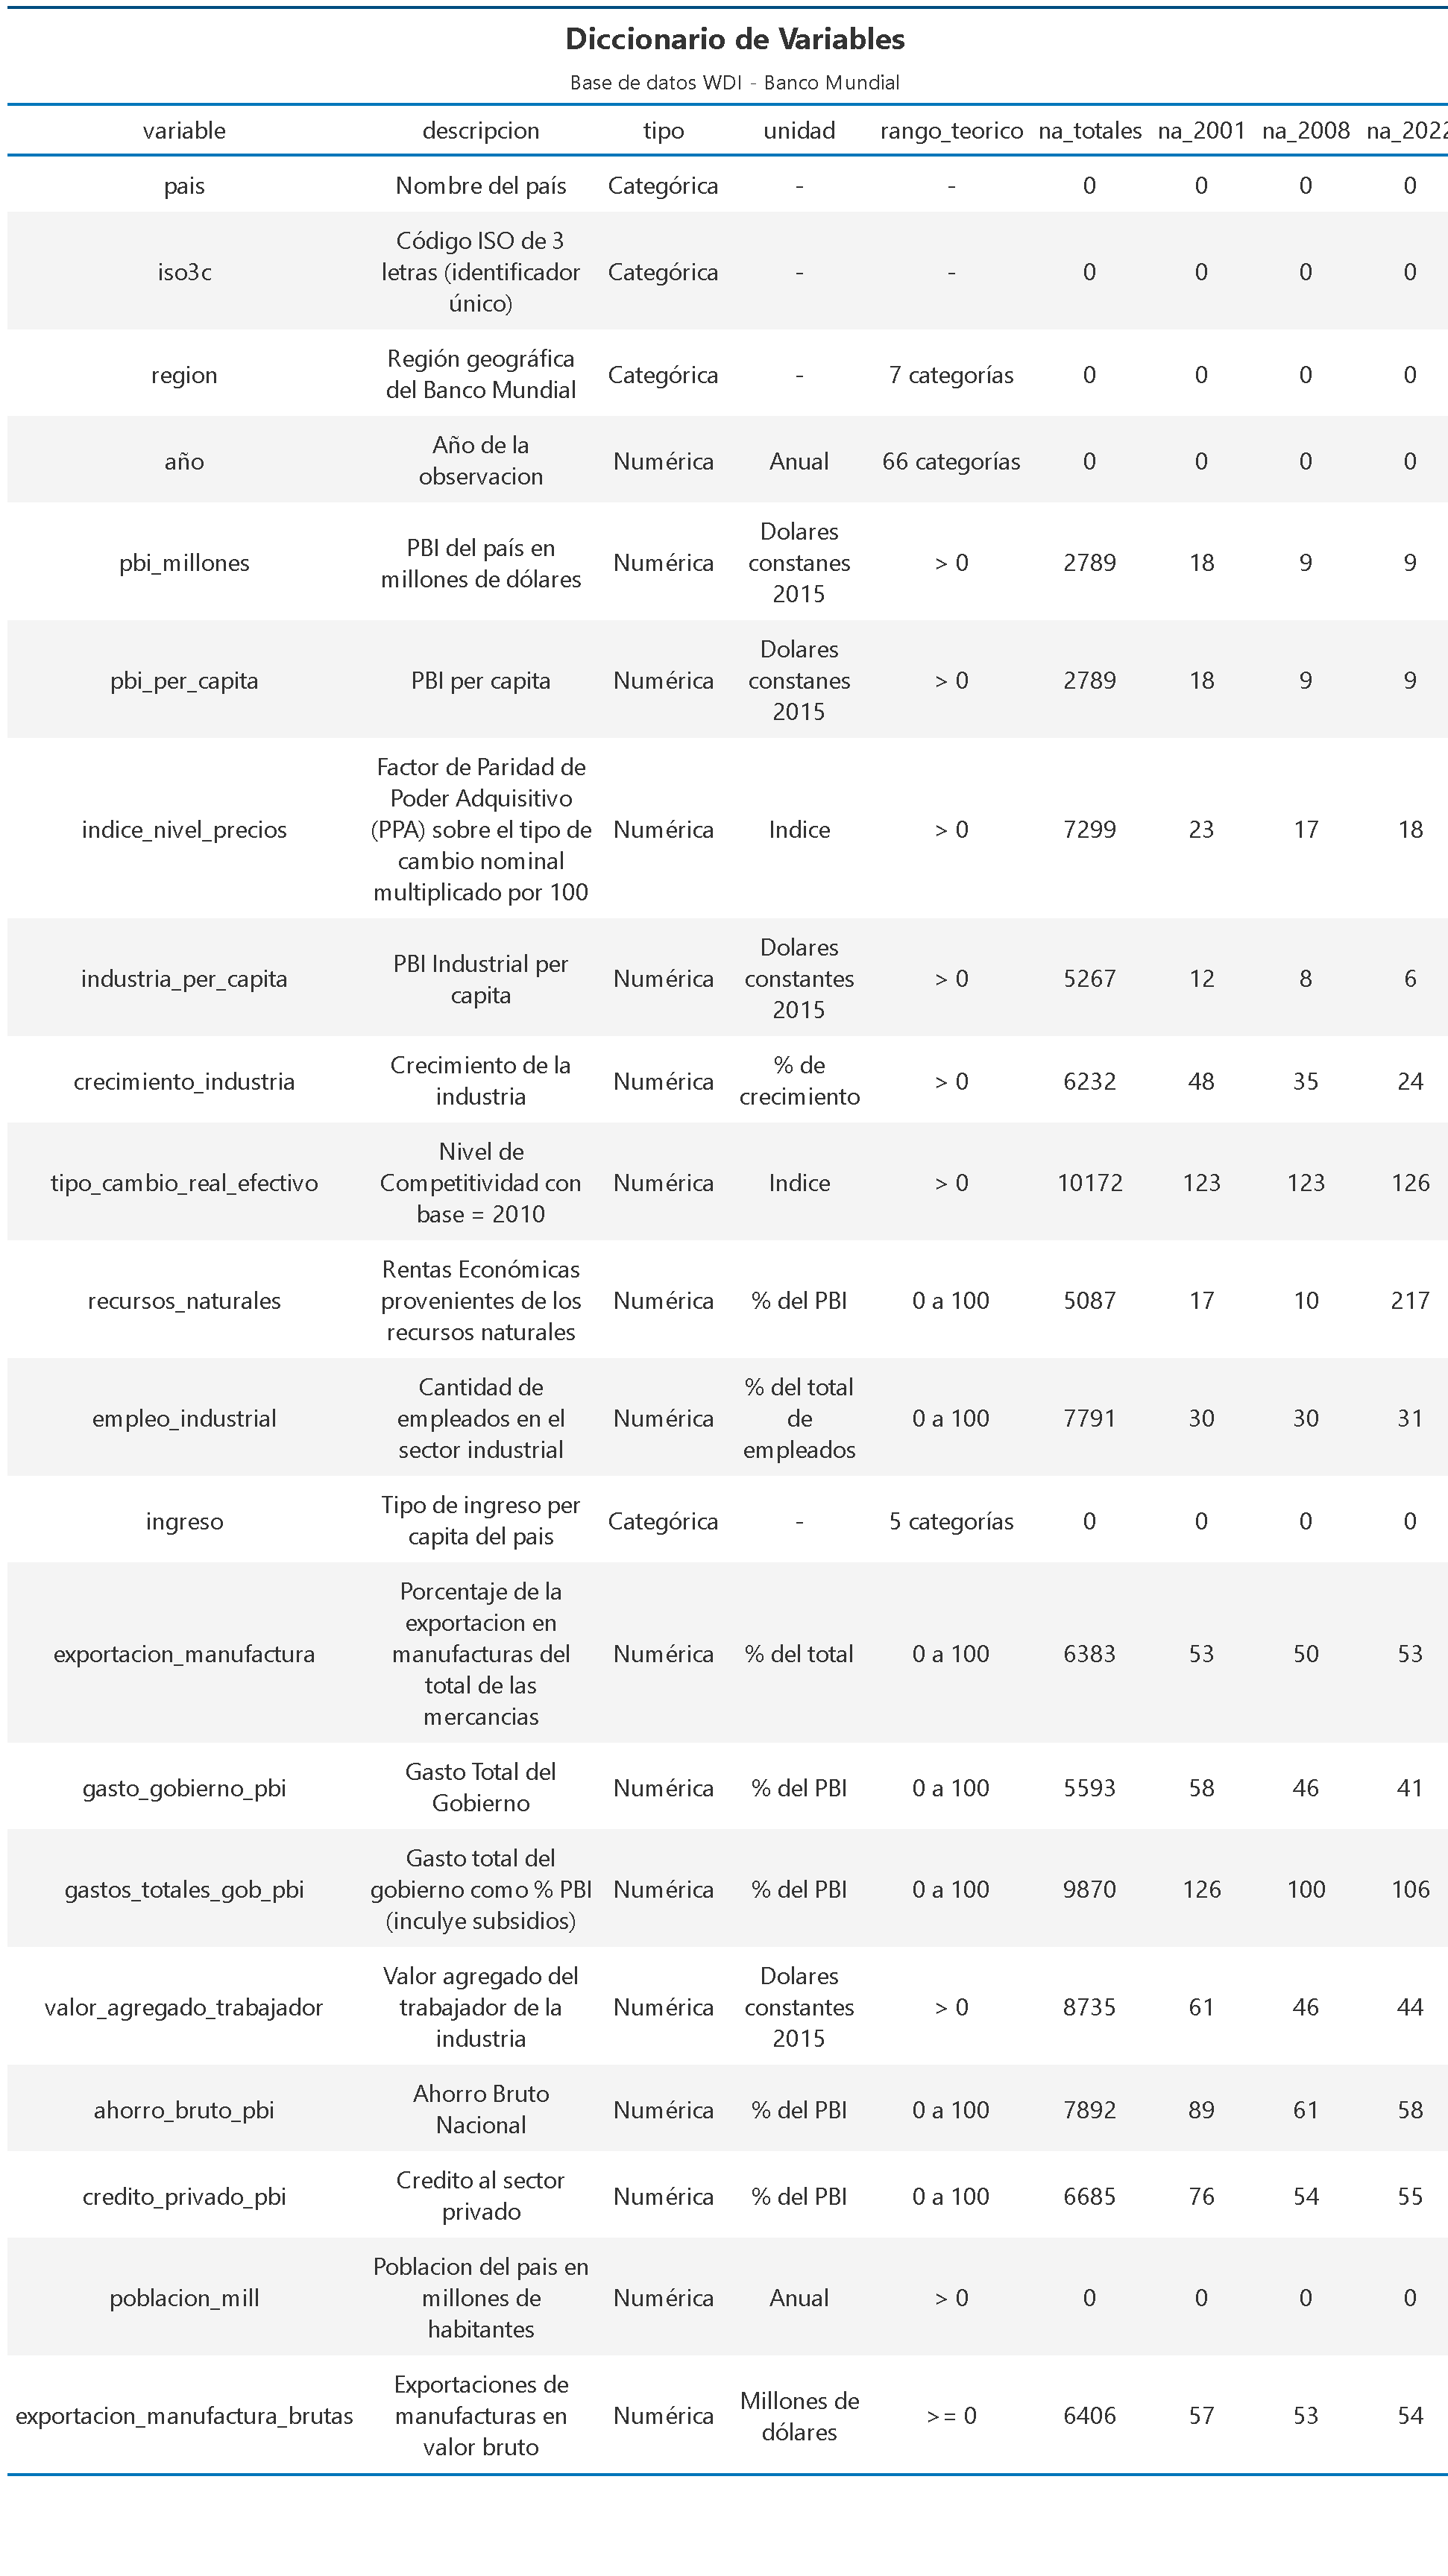 Diccionario de Variables
Base de datos WDI - Banco Mundial
variable descripcion tipo unidad rango_teorico na_totales na_2001 na_2008 na_2022
pais Nombre del país Categórica - - 0 0 0 0
Código ISO de 3
iso3c letras (identificador Categórica - - 0 0 0 0
único)
Región geográfica
region Categórica - 7 categorías 0 0 0 0
del Banco Mundial
Año de la
año Numérica Anual 66 categorías 0 0 0 0
observacion
Dolares
PBI del país en
pbi_millones Numérica constanes > 0 2789 18 9 9
millones de dólares
2015
Dolares
pbi_per_capita PBI per capita Numérica constanes > 0 2789 18 9 9
2015
Factor de Paridad de
Poder Adquisitivo
indice_nivel_precios (PPA) sobre el tipo de Numérica Indice > 0 7299 23 17 18
cambio nominal
multiplicado por 100
Dolares
PBI Industrial per
industria_per_capita Numérica constantes > 0 5267 12 8 6
capita
2015
Crecimiento de la % de
crecimiento_industria Numérica > 0 6232 48 35 24
industria crecimiento
Nivel de
tipo_cambio_real_efectivo Competitividad con Numérica Indice > 0 10172 123 123 126
base = 2010
Rentas Económicas
recursos_naturales provenientes de los Numérica % del PBI 0 a 100 5087 17 10 217
recursos naturales
Cantidad de % del total
empleo_industrial empleados en el Numérica de 0 a 100 7791 30 30 31
sector industrial empleados
Tipo de ingreso per
ingreso Categórica - 5 categorías 0 0 0 0
capita del pais
Porcentaje de la
exportacion en
exportacion_manufactura manufacturas del Numérica % del total 0 a 100 6383 53 50 53
total de las
mercancias
Gasto Total del
gasto_gobierno_pbi Numérica % del PBI 0 a 100 5593 58 46 41
Gobierno
Gasto total del
gastos_totales_gob_pbi gobierno como % PBI Numérica % del PBI 0 a 100 9870 126 100 106
(inculye subsidios)
Valor agregado del Dolares
valor_agregado_trabajador trabajador de la Numérica constantes > 0 8735 61 46 44
industria 2015
Ahorro Bruto
ahorro_bruto_pbi Numérica % del PBI 0 a 100 7892 89 61 58
Nacional
Credito al sector
credito_privado_pbi Numérica % del PBI 0 a 100 6685 76 54 55
privado
Poblacion del pais en
poblacion_mill millones de Numérica Anual > 0 0 0 0 0
habitantes
Exportaciones de Millones de
exportacion_manufactura_brutas manufacturas en Numérica >= 0 6406 57 53 54
valor bruto dólares